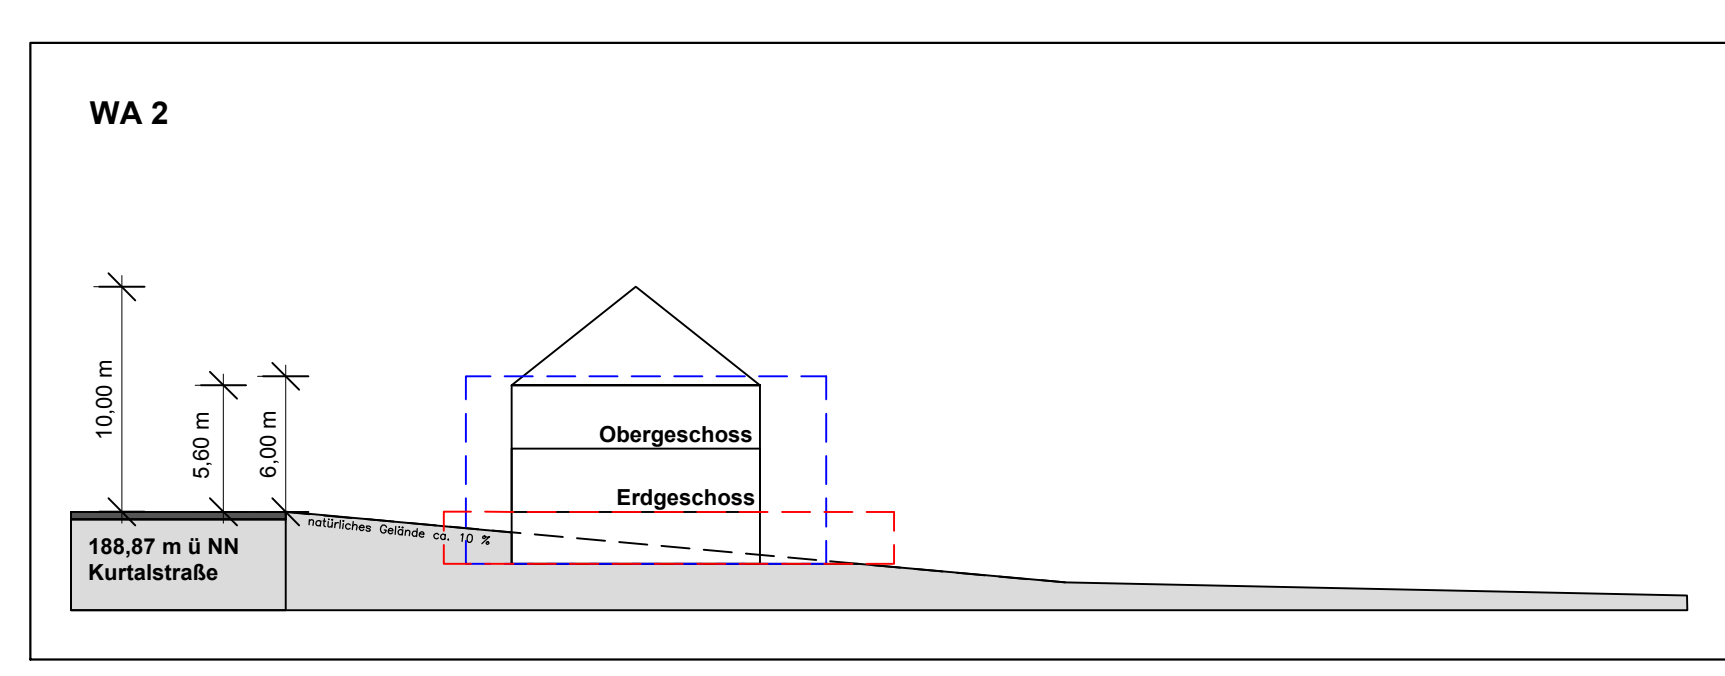 WA 2
10,00 m
5,60 m
6,00 m
Obergeschoss
Erdgeschoss
natürliches Gelände ca. 10 %
188,87 m ü NN
Kurtalstraße